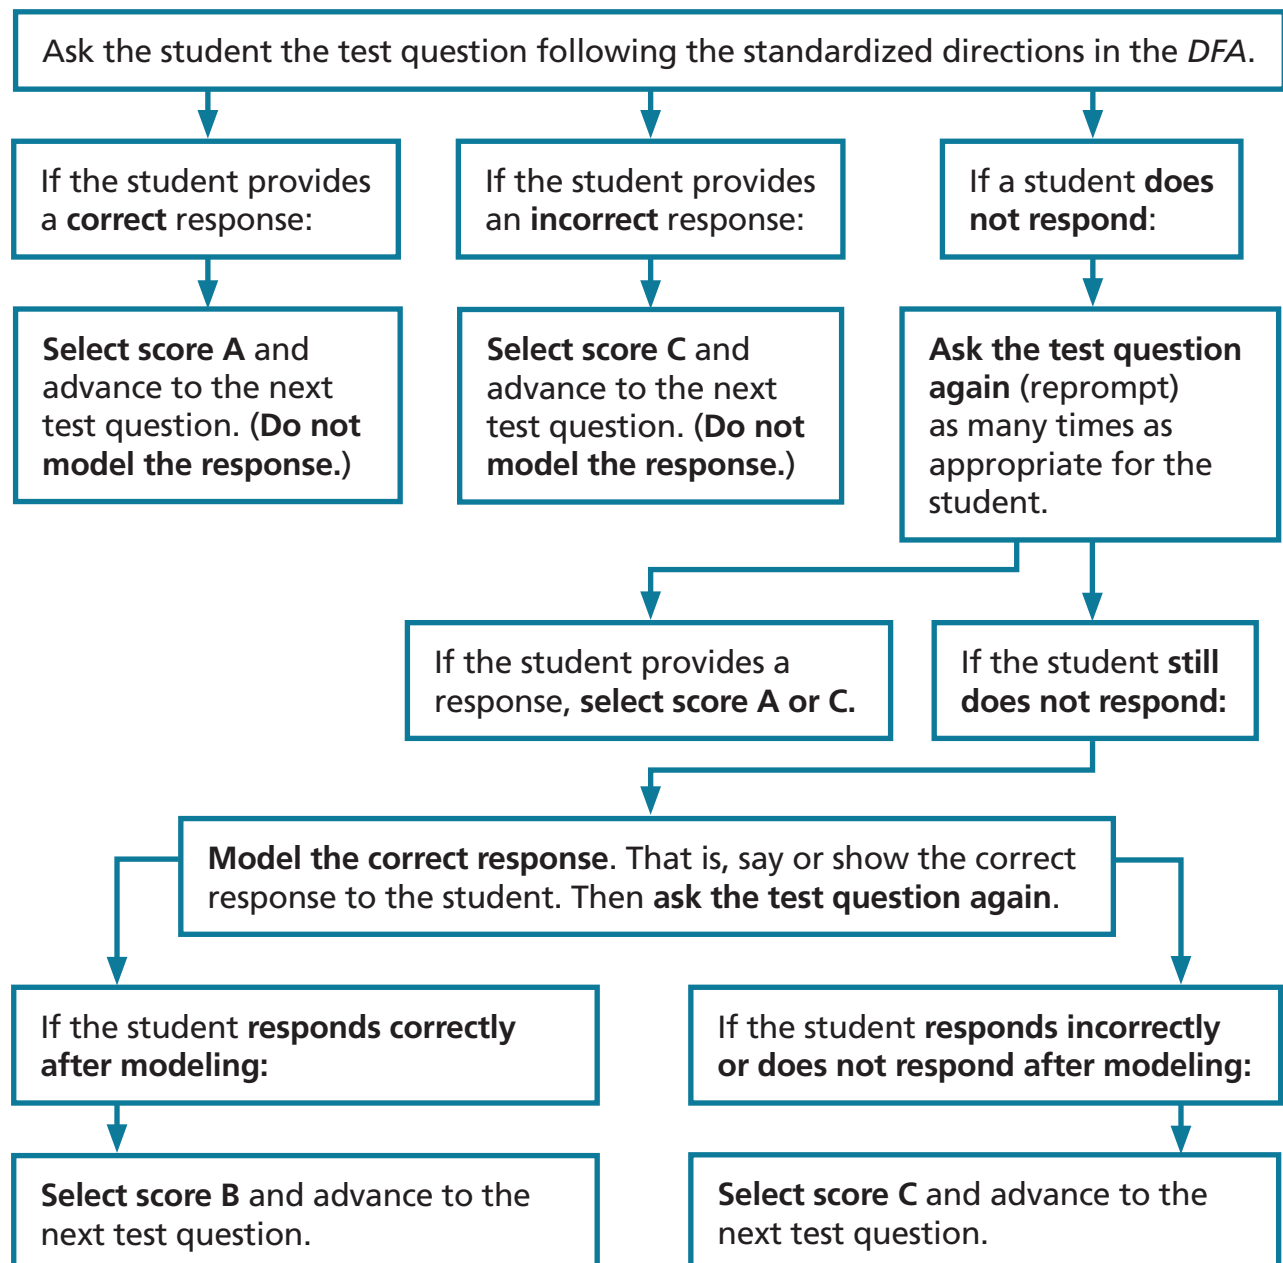 Ask the student the test question following the standardized directions in the DFA.
If the student provides
a correct response:
If the student provides
an incorrect response:
If a student does
not respond:
Select score A and
advance to the next
test question. (Do not
model the response.)
Select score C and
advance to the next
test question. (Do not
model the response.)
Ask the test question
again (reprompt)
as many times as
appropriate for the
student.
If the student provides a
response, select score A or C.
If the student still
does not respond:
Model the correct response. That is, say or show the correct
response to the student. Then ask the test question again.
If the student responds correctly
after modeling:
If the student responds incorrectly
or does not respond after modeling:
Select score B and advance to the
next test question.
Select score C and advance to the
next test question.